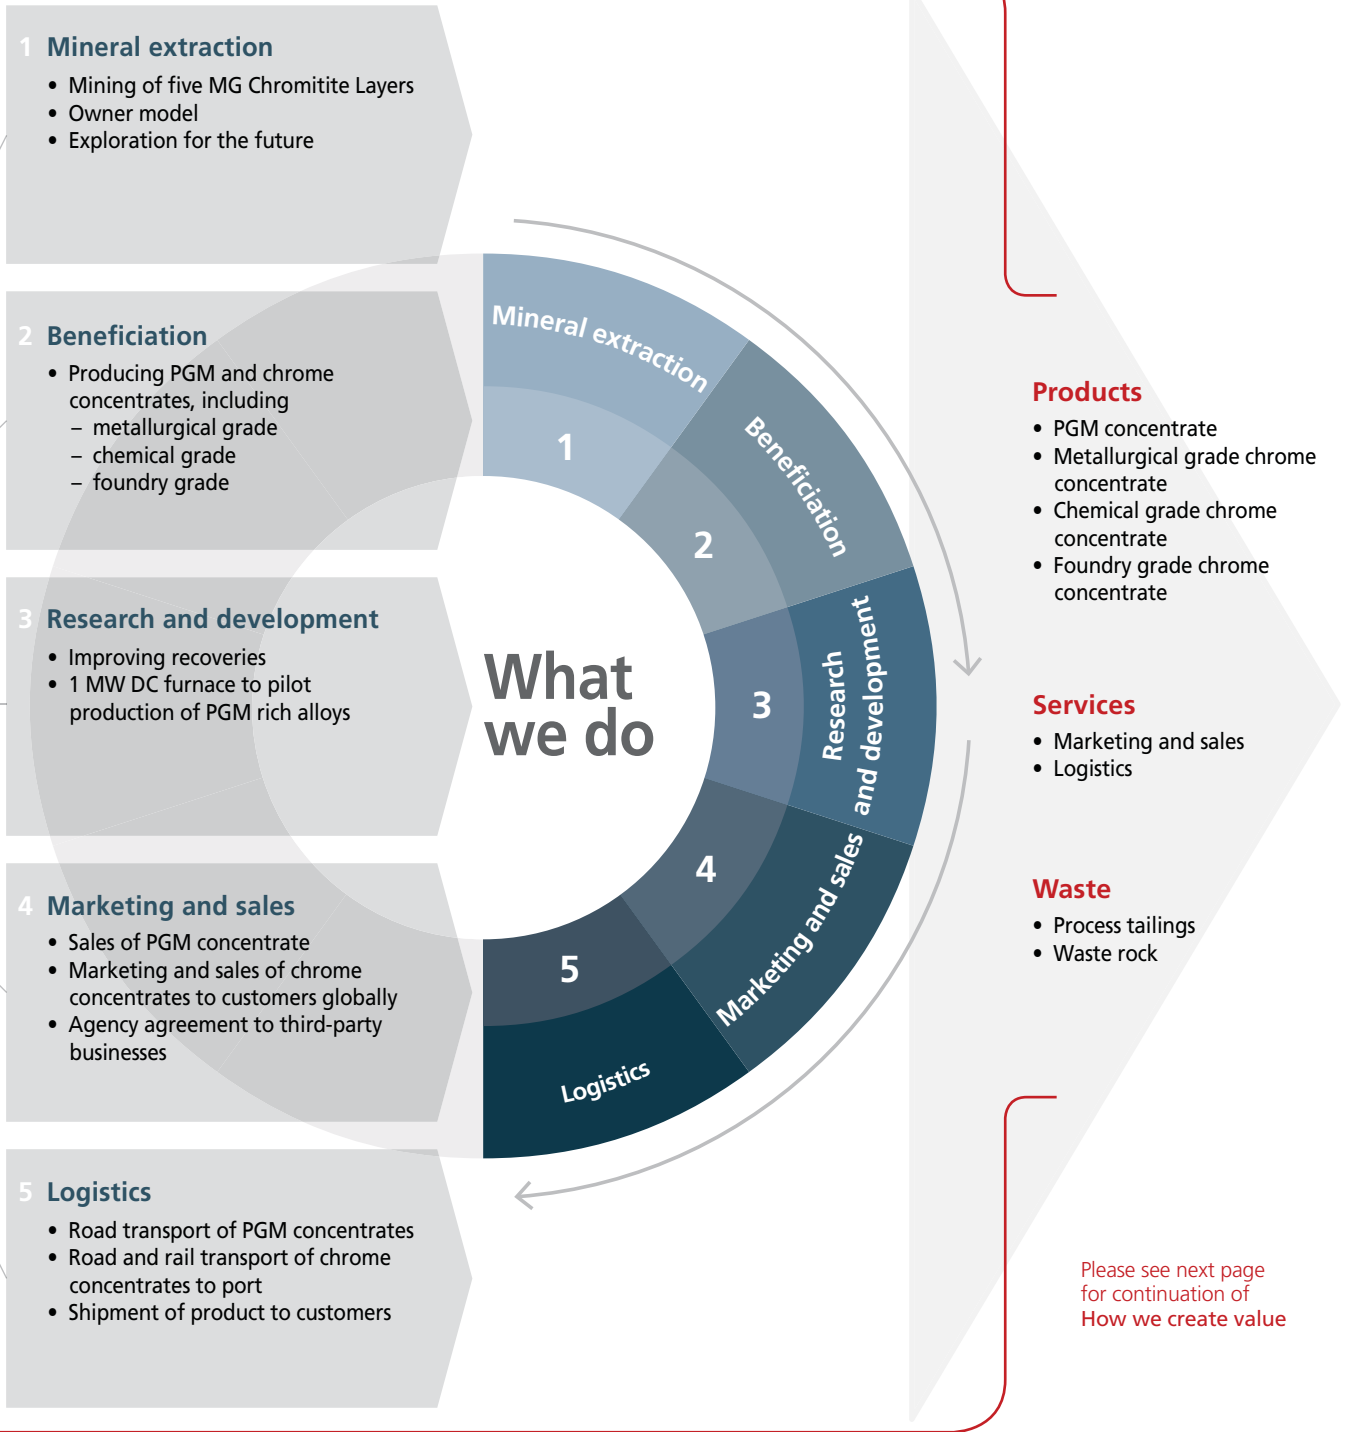 1 Mineral extraction
• Mining of five MG Chromitite Layers
• Owner model
• Exploration for the future
2 Beneficiation
• Producing PGM and chrome
concentrates, including
– metallurgical grade
– chemical grade
– foundry grade
3 Research and development
• Improving recoveries
• 1 MW DC furnace to pilot
production of PGM rich alloys
4 Marketing and sales
• Sales of PGM concentrate
• Marketing and sales of chrome
concentrates to customers globally
• Agency agreement to third-party
businesses
5 Logistics
• Road transport of PGM concentrates
• Road and rail transport of chrome
concentrates to port
• Shipment of product to customers
What
we do
Mineral extraction
1
Beneficiation
2
Research
and development
3
Marketing and sales
4
Logistics
5
Products
• PGM concentrate
• Metallurgical grade chrome
concentrate
• Chemical grade chrome
concentrate
• Foundry grade chrome
concentrate
Services
• Marketing and sales
• Logistics
Waste
• Process tailings
• Waste rock
Please see next page
for continuation of
How we create value